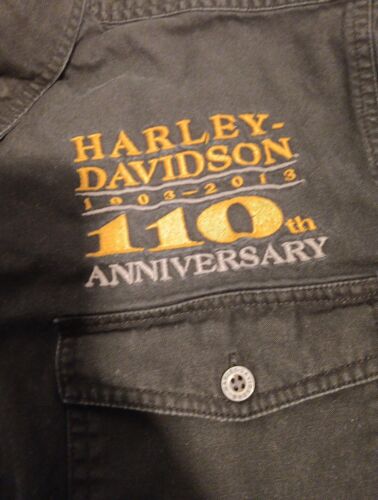 HARLEY-
DAVIDSON
1903-2013
110th
ANNIVERSARY